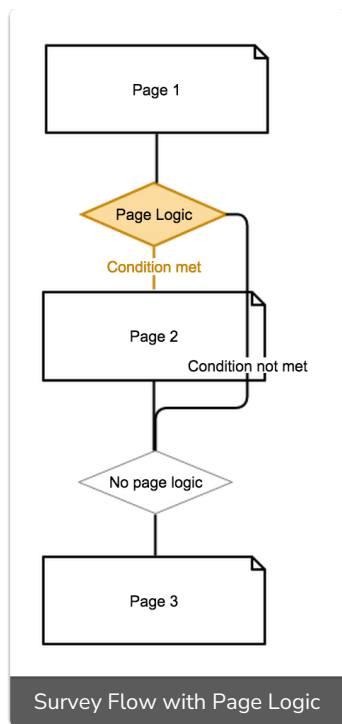 Page 1
Page Logic
Condition met
Page 2
Condition not met
No page logic
Page 3
Survey Flow with Page Logic